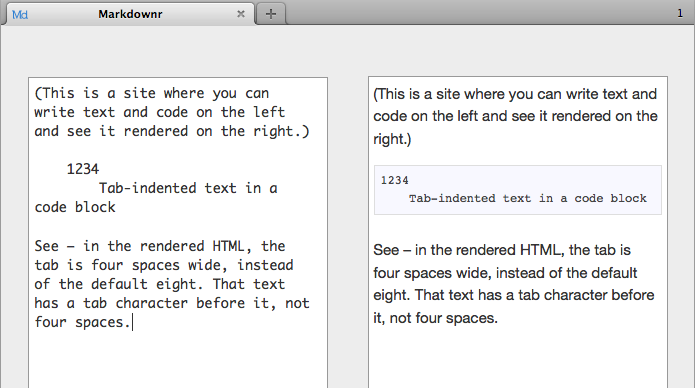 Md Markdownr × + 1
(This is a site where you can
write text and code on the left
and see it rendered on the right.)
    1234
        Tab-indented text in a
code block
See – in the rendered HTML, the
tab is four spaces wide, instead
of the default eight. That text
has a tab character before it, not
four spaces.
(This is a site where you can write text and
code on the left and see it rendered on the
right.)
1234
    Tab-indented text in a code block
See – in the rendered HTML, the tab is
four spaces wide, instead of the default
eight. That text has a tab character before
it, not four spaces.